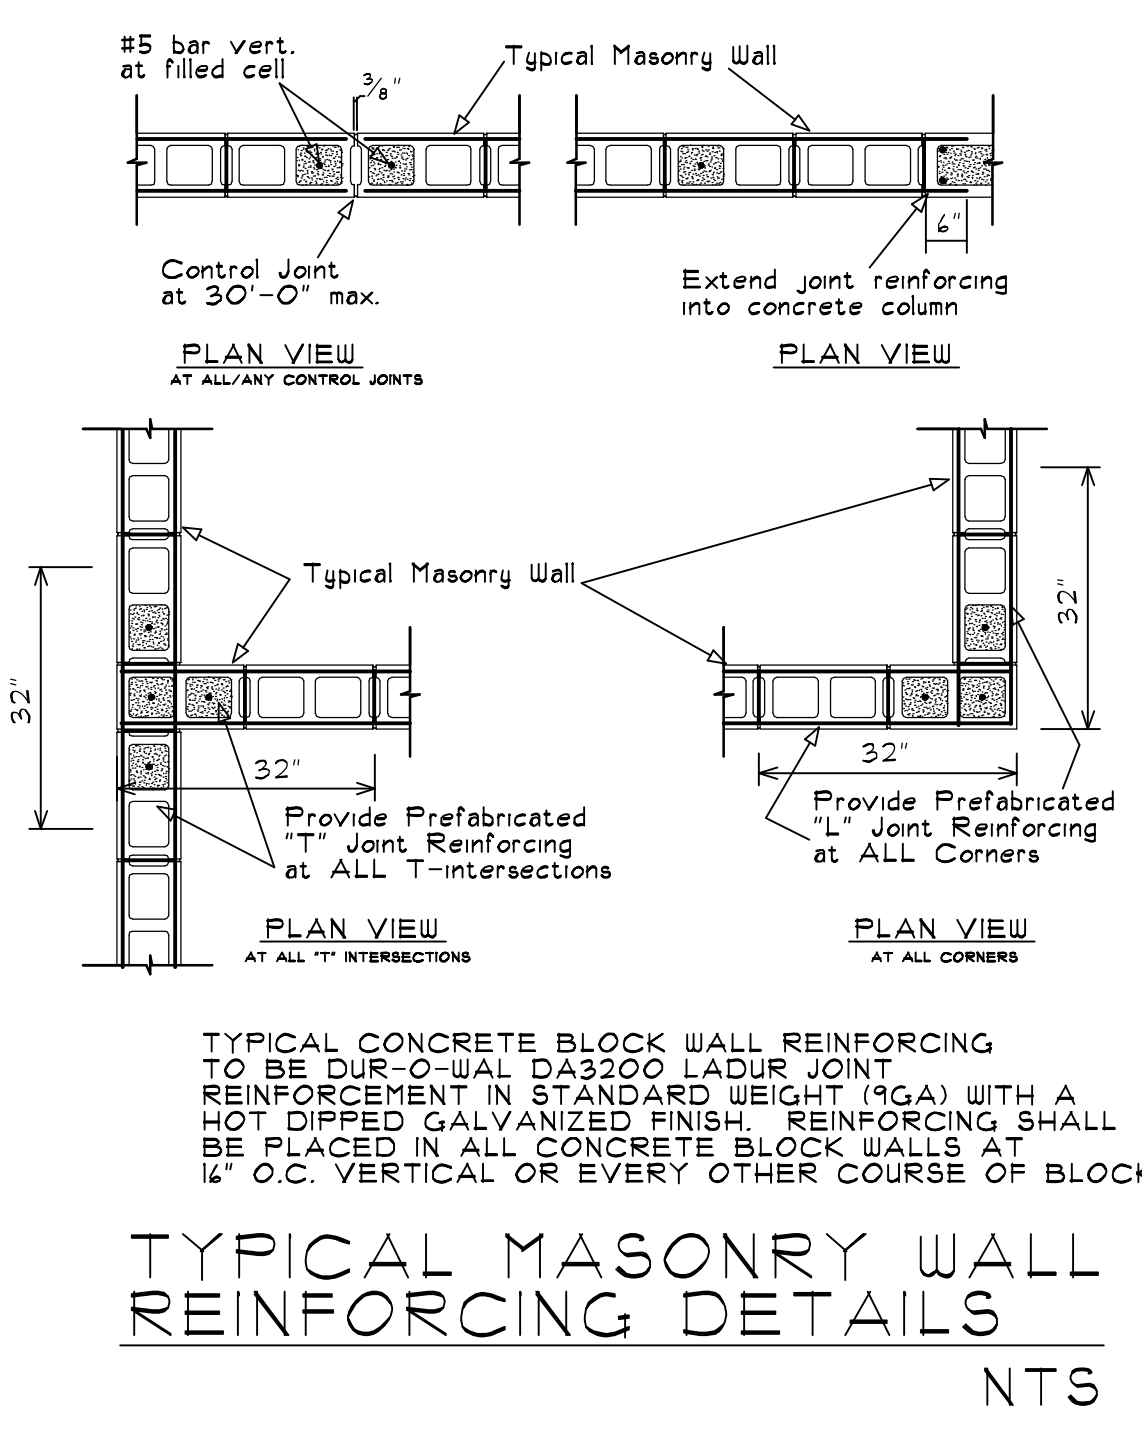 #5 bar vert.
at filled cell
3/8"
Typical Masonry Wall
6"
Control Joint
at 30'-0" max.
Extend joint reinforcing
into concrete column
PLAN VIEW
AT ALL/ANY CONTROL JOINTS
PLAN VIEW
Typical Masonry Wall
32"
32"
32"
32"
Provide Prefabricated
"T" Joint Reinforcing
at ALL T-intersections
Provide Prefabricated
"L" Joint Reinforcing
at ALL Corners
PLAN VIEW
AT ALL "T" INTERSECTIONS
PLAN VIEW
AT ALL CORNERS
TYPICAL CONCRETE BLOCK WALL REINFORCING
TO BE DUR-O-WAL DA3200 LADUR JOINT
REINFORCEMENT IN STANDARD WEIGHT (9GA) WITH A
HOT DIPPED GALVANIZED FINISH. REINFORCING SHALL
BE PLACED IN ALL CONCRETE BLOCK WALLS AT
16" O.C. VERTICAL OR EVERY OTHER COURSE OF BLOCK
TYPICAL MASONRY WALL
REINFORCING DETAILS
NTS